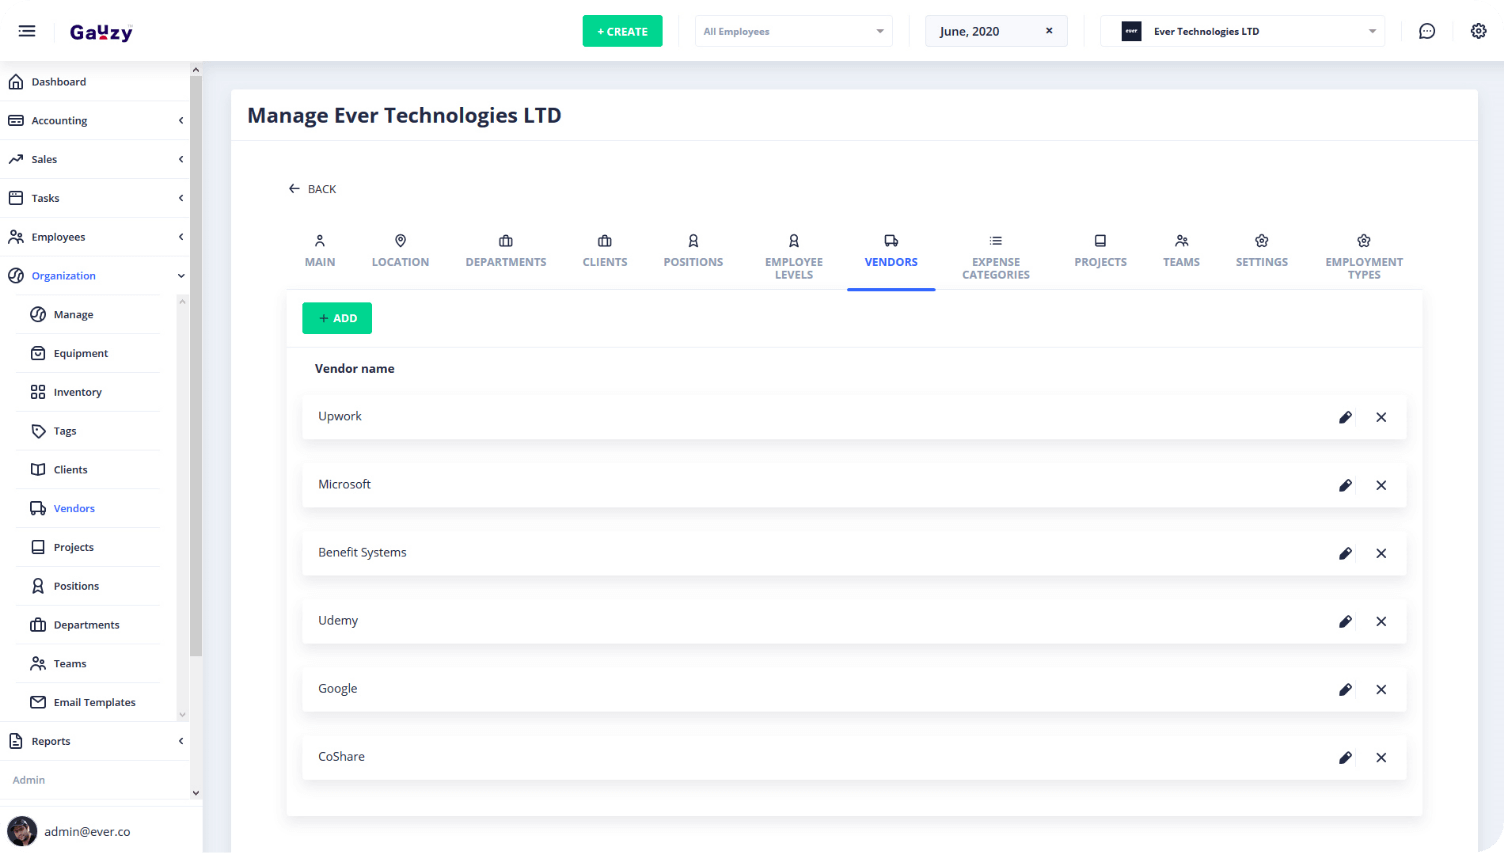 Gauzy
+ CREATE
All Employees
June, 2020
ever
Ever Technologies LTD
Dashboard
Accounting
Sales
Tasks
Employees
Organization
Manage
Equipment
Inventory
Tags
Clients
Vendors
Projects
Positions
Departments
Teams
Email Templates
Reports
Admin
admin@ever.co
Manage Ever Technologies LTD
BACK
MAIN
LOCATION
DEPARTMENTS
CLIENTS
POSITIONS
EMPLOYEE
LEVELS
VENDORS
EXPENSE
CATEGORIES
PROJECTS
TEAMS
SETTINGS
EMPLOYMENT
TYPES
+ ADD
Vendor name
Upwork
Microsoft
Benefit Systems
Udemy
Google
CoShare